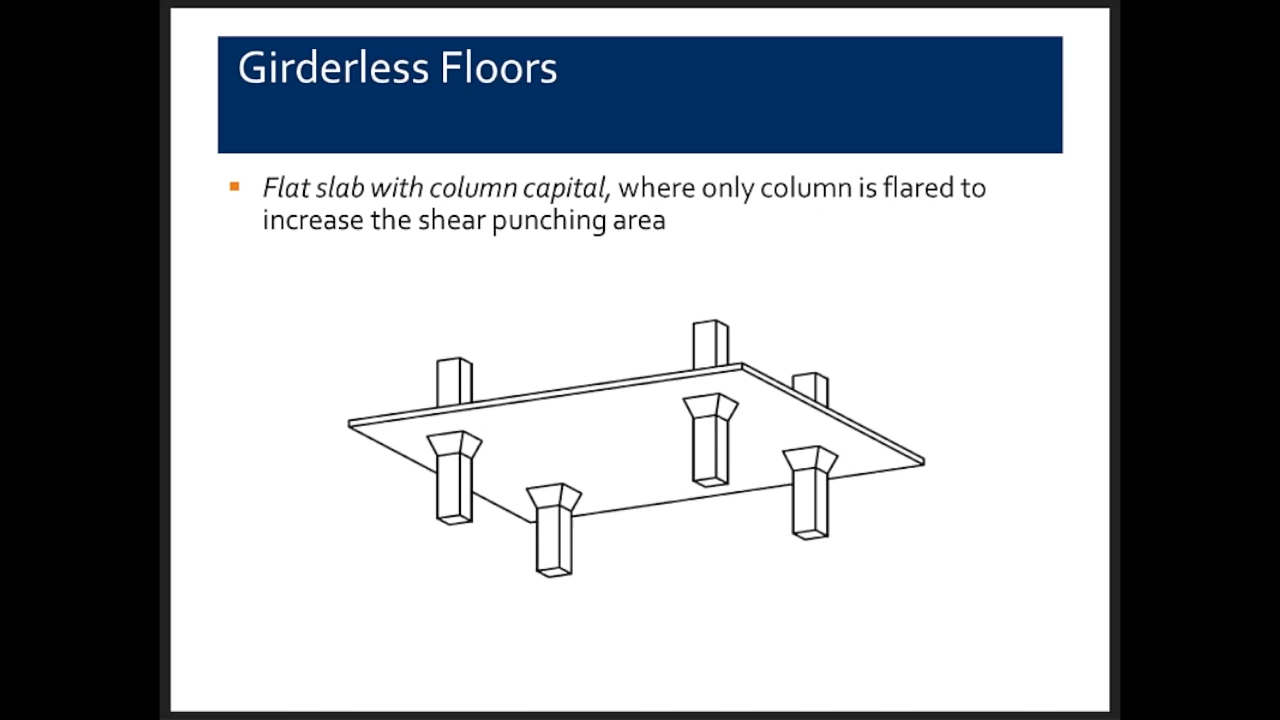 Girderless Floors
Flat slab with column capital, where only column is flared to
increase the shear punching area